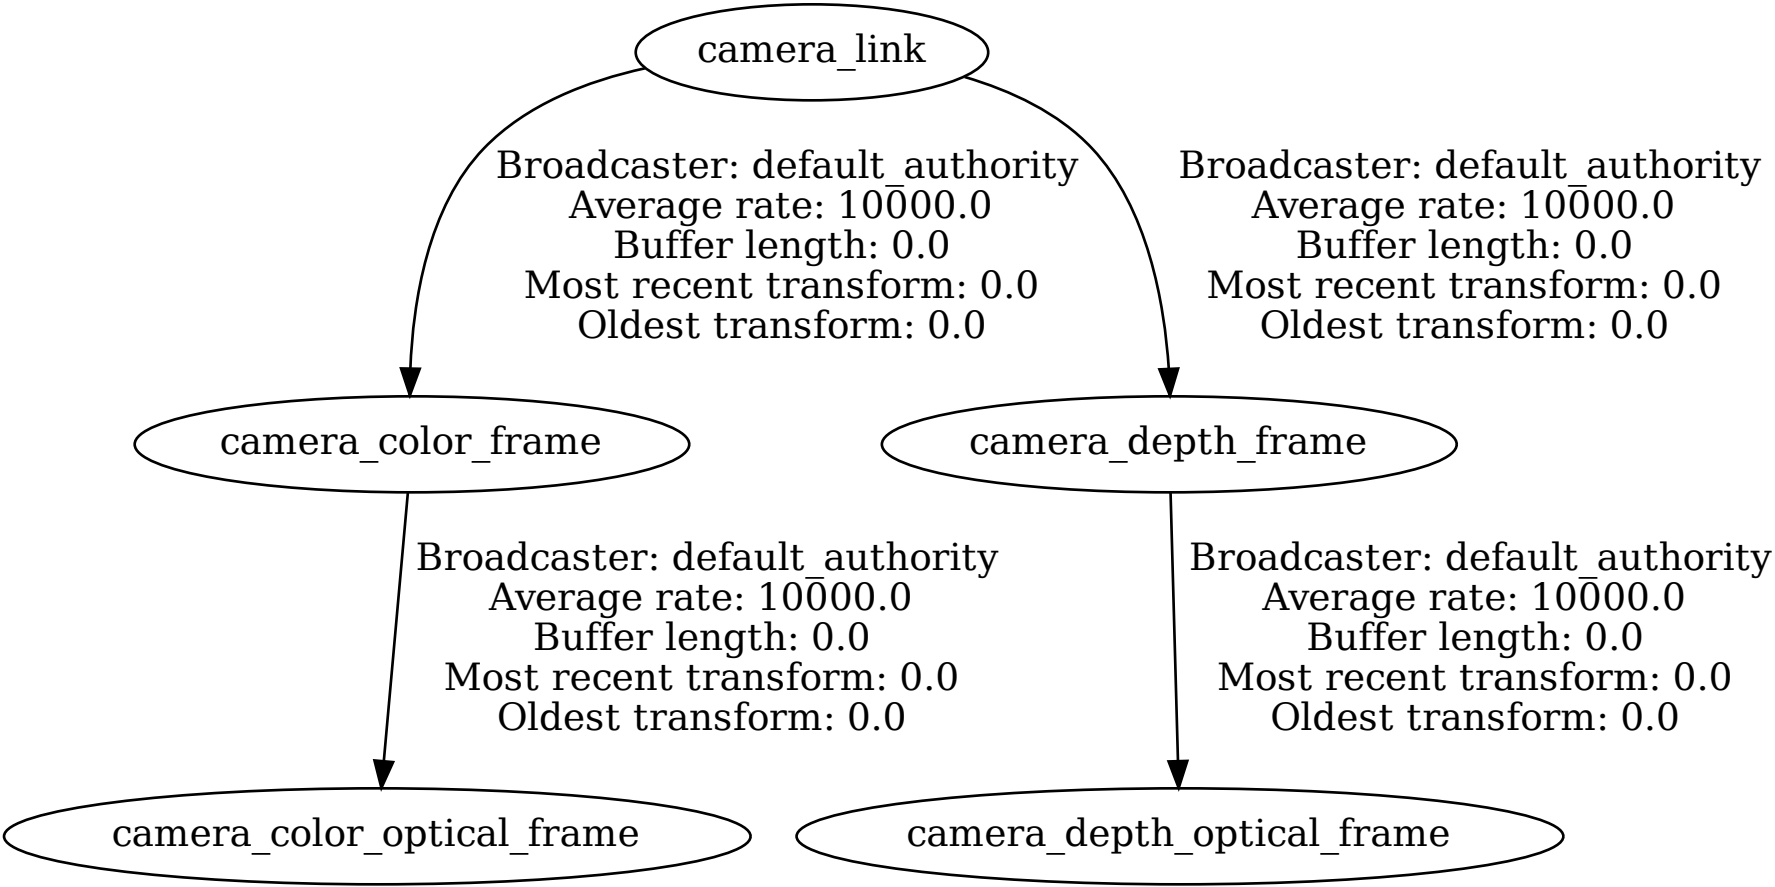 camera_link
Broadcaster: default_authority
Average rate: 10000.0
Buffer length: 0.0
Most recent transform: 0.0
Oldest transform: 0.0
Broadcaster: default_authority
Average rate: 10000.0
Buffer length: 0.0
Most recent transform: 0.0
Oldest transform: 0.0
camera_color_frame
camera_depth_frame
Broadcaster: default_authority
Average rate: 10000.0
Buffer length: 0.0
Most recent transform: 0.0
Oldest transform: 0.0
Broadcaster: default_authority
Average rate: 10000.0
Buffer length: 0.0
Most recent transform: 0.0
Oldest transform: 0.0
camera_color_optical_frame
camera_depth_optical_frame